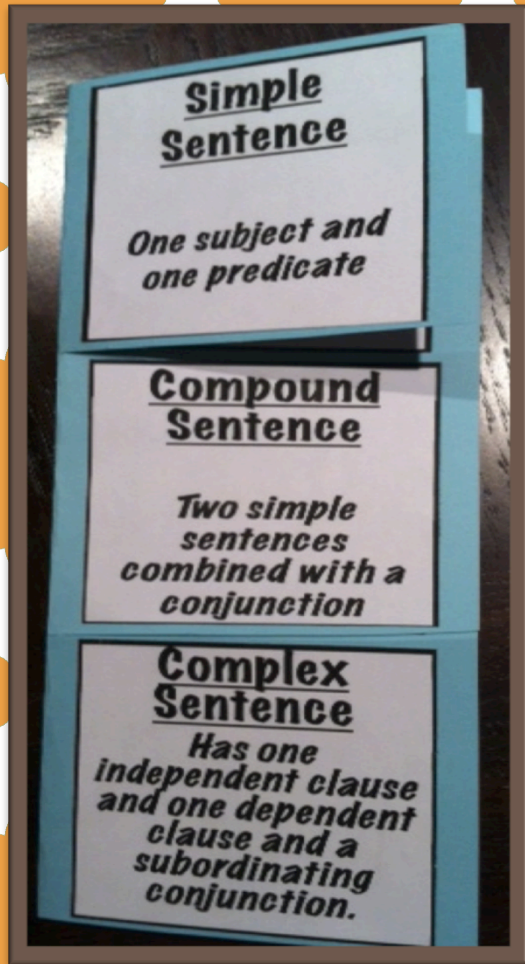 Simple
Sentence
One subject and
one predicate
Compound
Sentence
Two simple
sentences
combined with a
conjunction
Complex
Sentence
Has one
independent clause
and one dependent
clause and a
subordinating
conjunction.